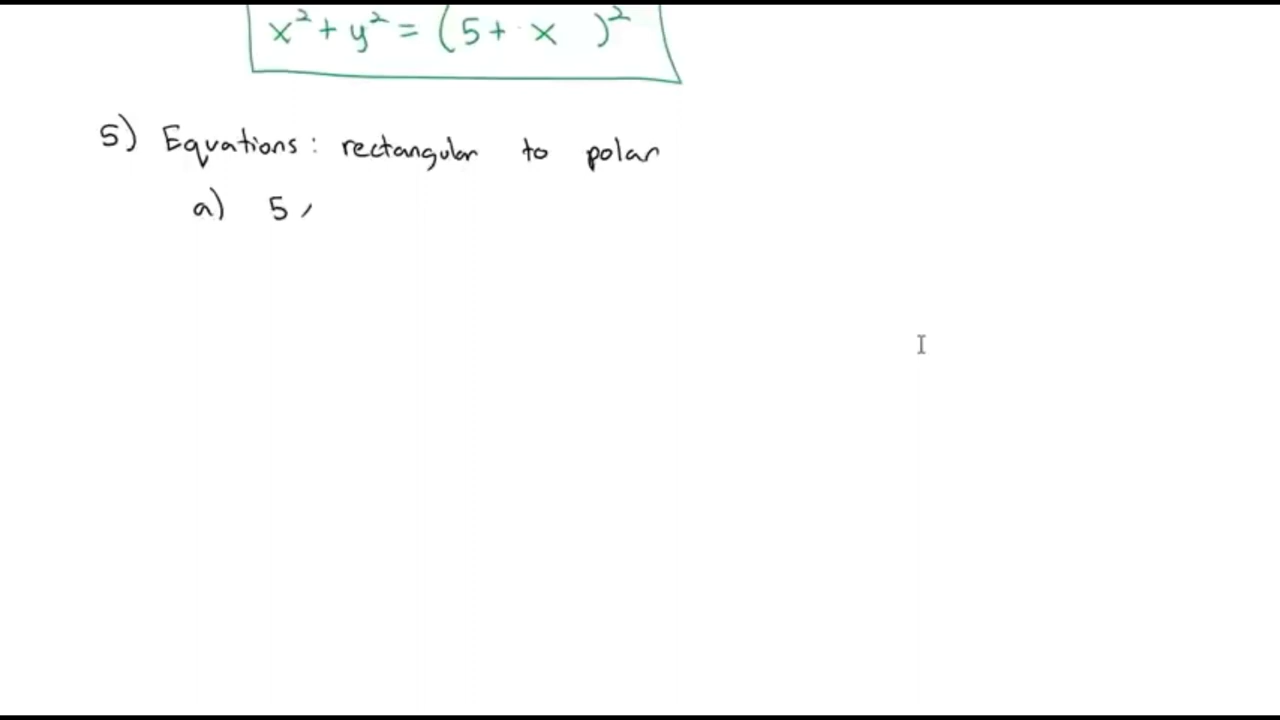 x² + y² = (5 + x )²
5) Equations: rectangular to polar
a) 5